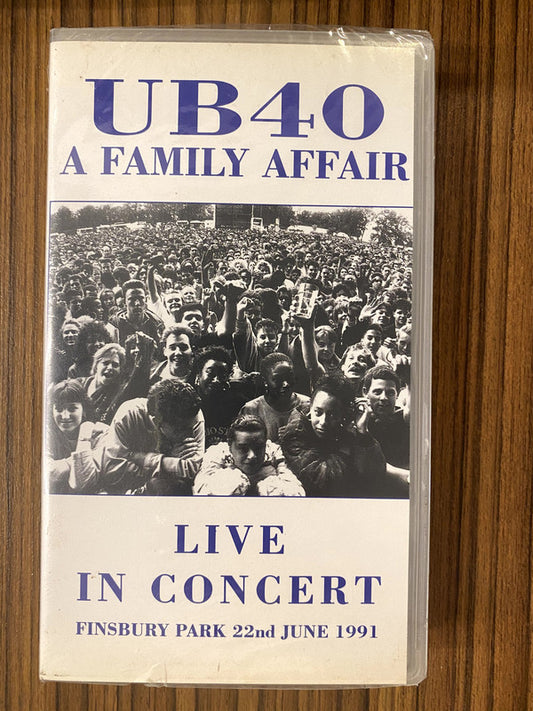 UB40
A FAMILY AFFAIR
LIVE
IN CONCERT
FINSBURY PARK 22nd JUNE 1991